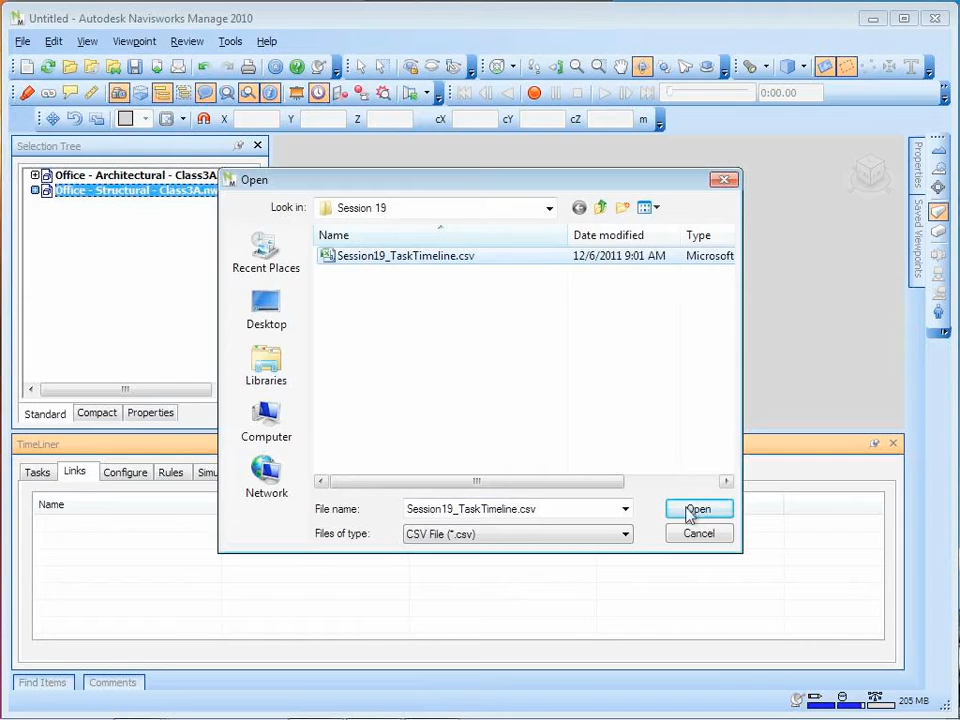 Untitled - Autodesk Navisworks Manage 2010
File Edit View Viewpoint Review Tools Help
0:00.00
X Y Z cX cY cZ m
Selection Tree
Office - Architectural - Class3A
Office - Structural - Class3A.nw
Standard Compact Properties
Properties
Saved Viewpoints
Open
Look in: Session 19
Name Date modified Type
Session19_TaskTimeline.csv 12/6/2011 9:01 AM Microsoft
Recent Places
Desktop
Libraries
Computer
Network
File name: Session19_TaskTimeline.csv Open
Files of type: CSV File (*.csv) Cancel
TimeLiner
Tasks Links Configure Rules Simu
Name
Find Items Comments
205 MB